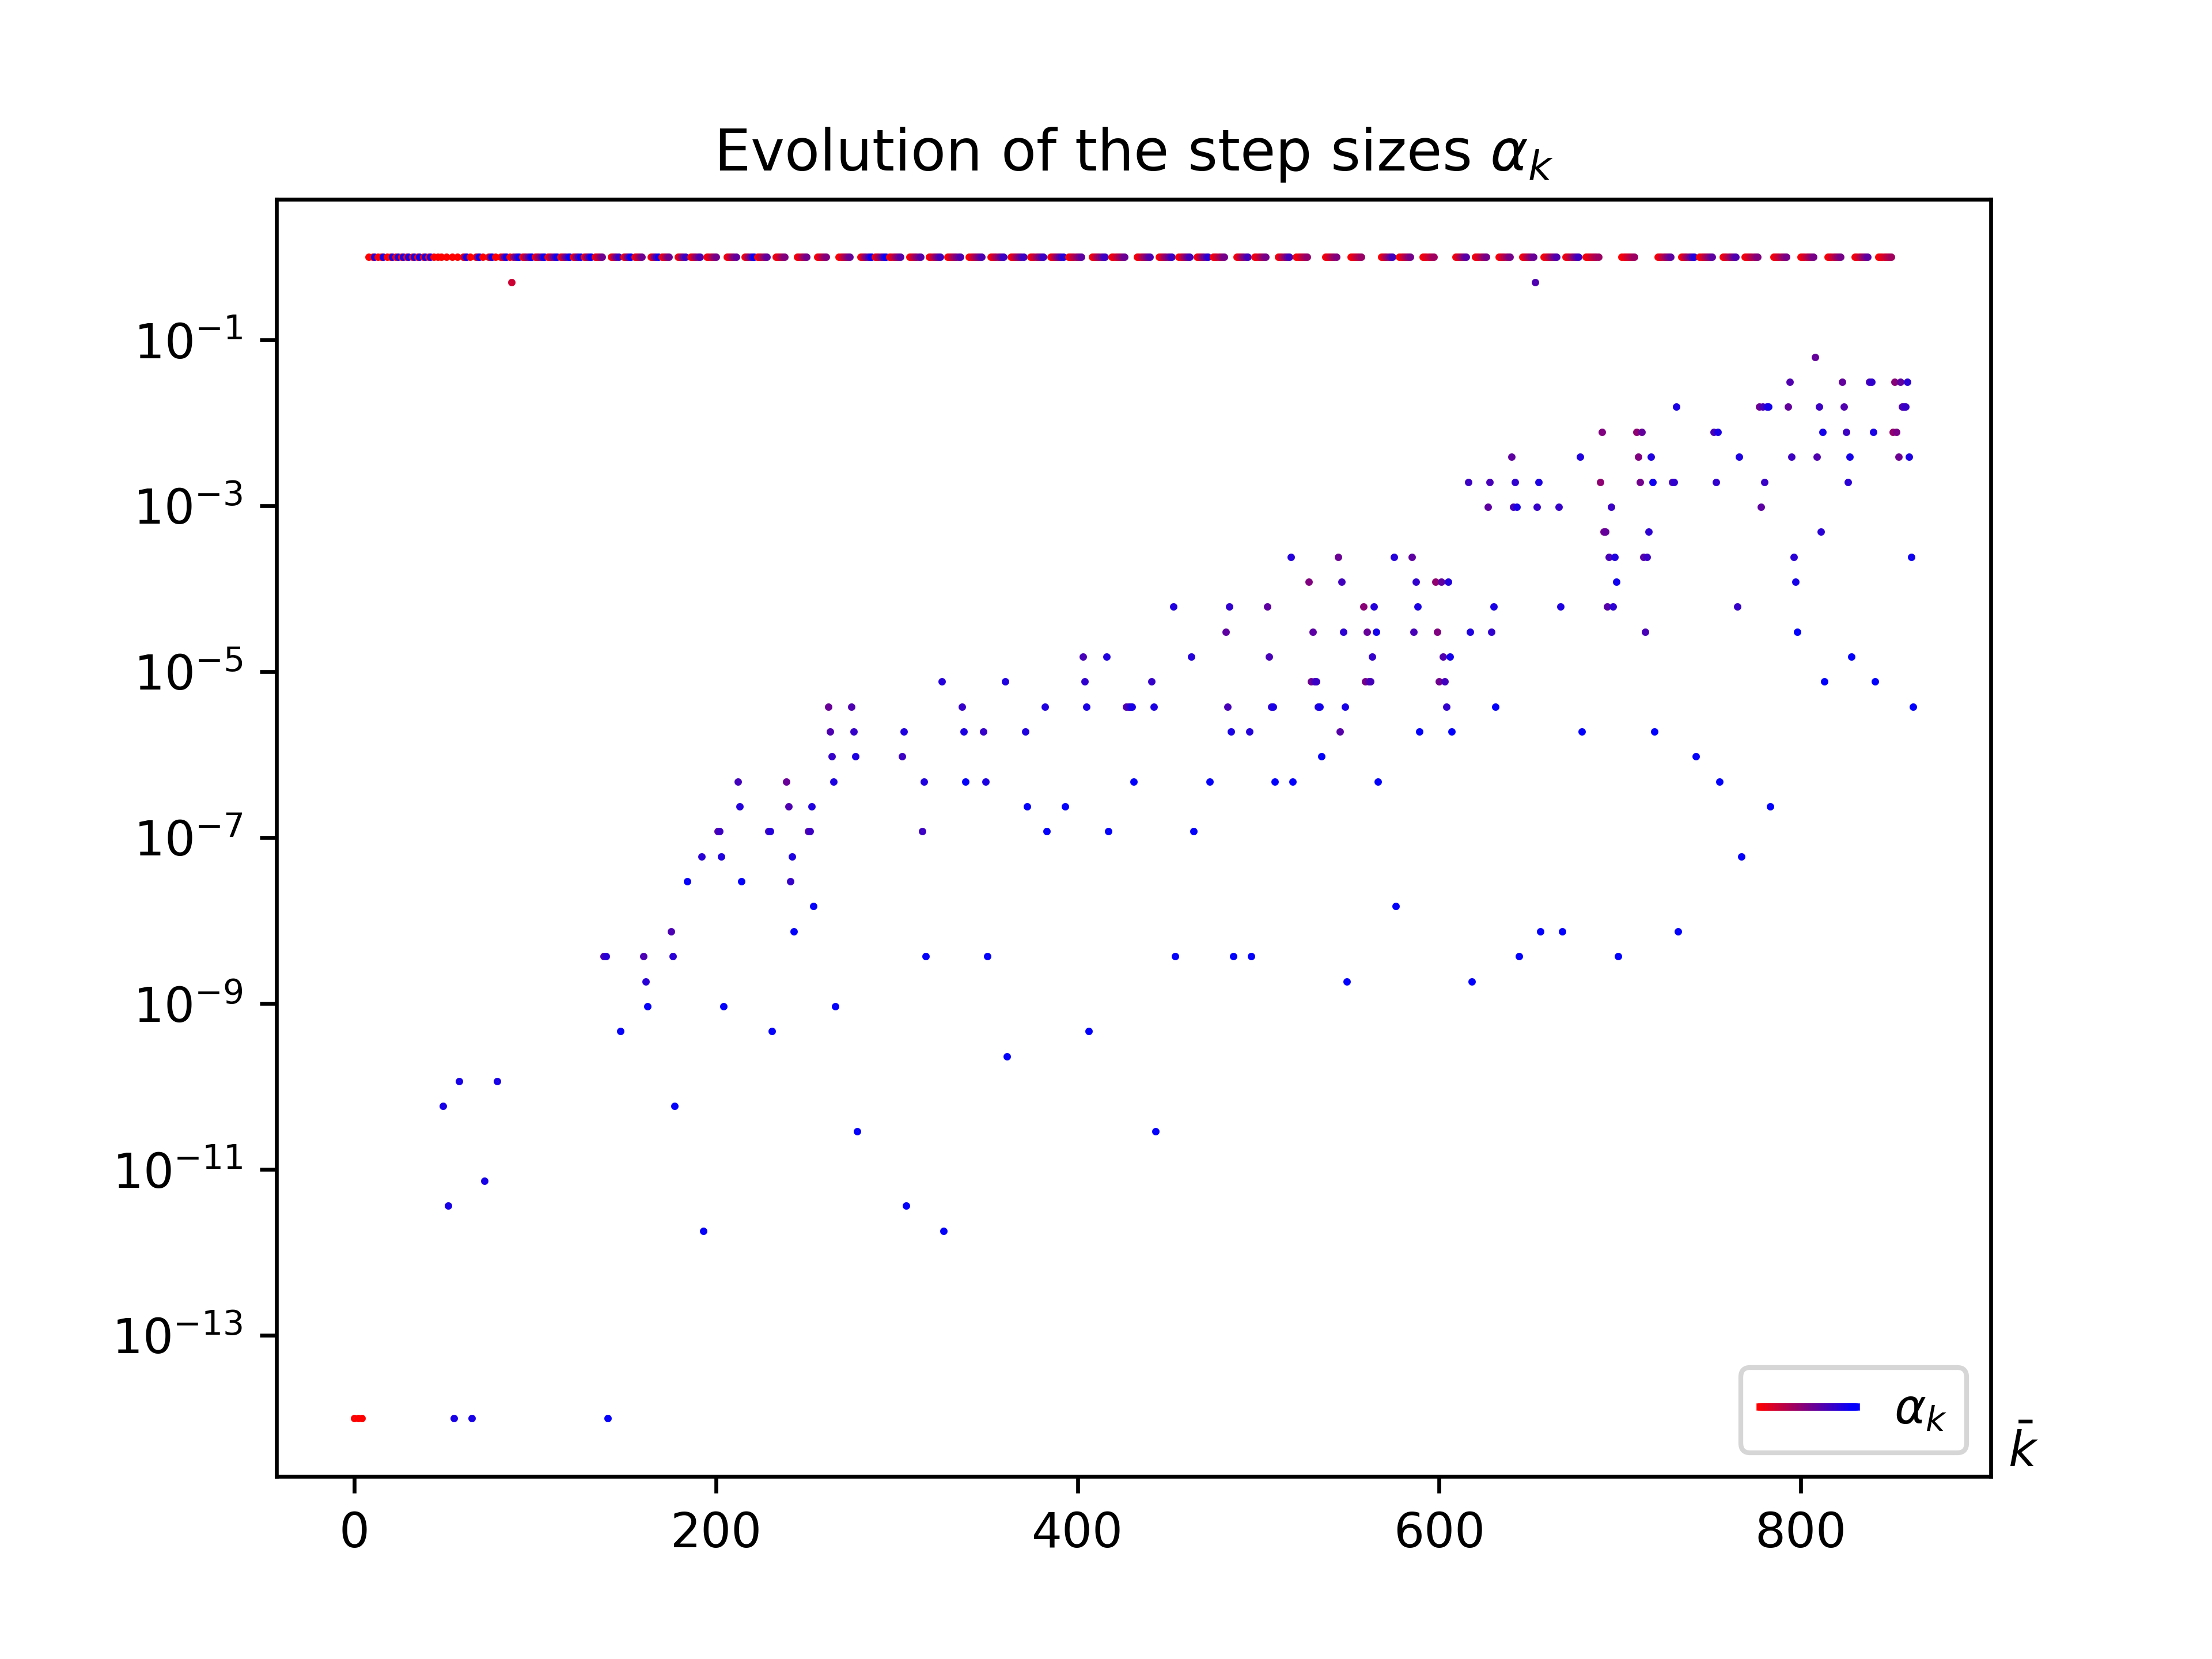 Evolution of the step sizes αₖ
10⁻¹
10⁻³
10⁻⁵
10⁻⁷
10⁻⁹
10⁻¹¹
10⁻¹³
αₖ
k̄
0 200 400 600 800